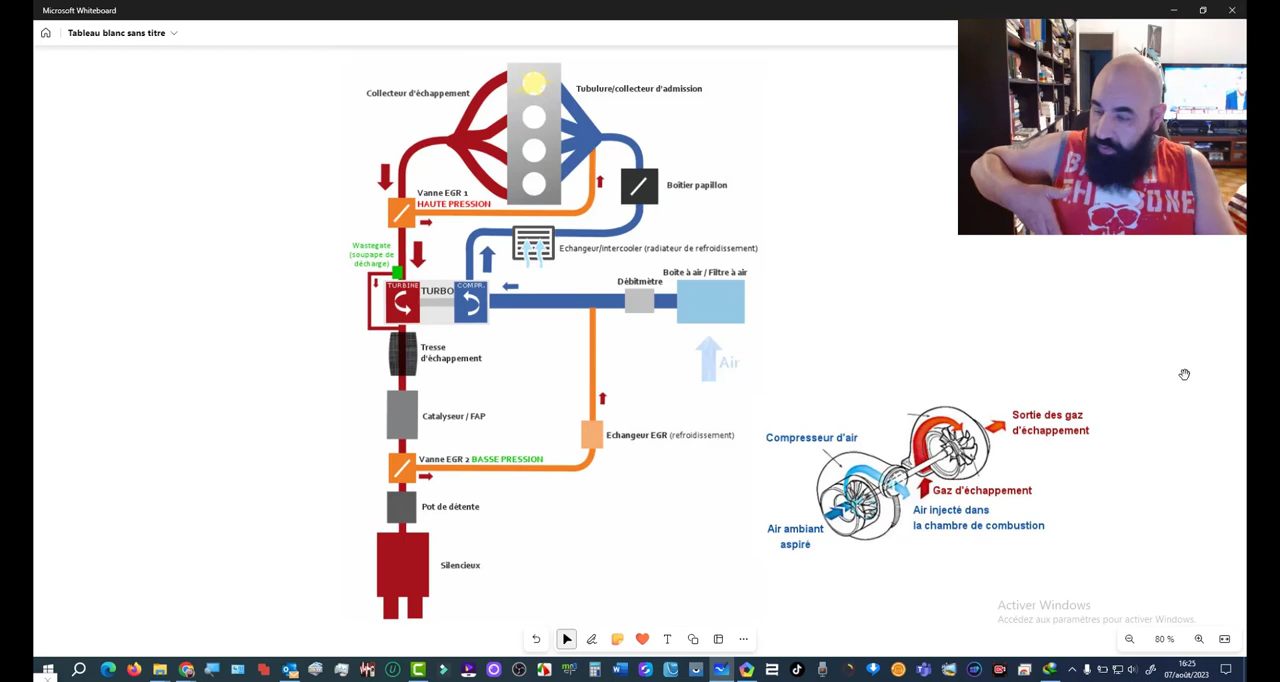 Microsoft Whiteboard
Tableau blanc sans titre
Collecteur d'échappement
Tubulure/collecteur d'admission
Vanne EGR 1
HAUTE PRESSION
Boîtier papillon
Wastegate
(soupape de
décharge)
Echangeur/intercooler (radiateur de refroidissement)
Boite à air / Filtre à air
Débitmètre
TURBINE
TURBO
COMPR.
Air
Tresse
d'échappement
Catalyseur / FAP
Echangeur EGR (refroidissement)
Vanne EGR 2 BASSE PRESSION
Pot de détente
Silencieux
Sortie des gaz
d'échappement
Compresseur d'air
Gaz d'échappement
Air injecté dans
la chambre de combustion
Air ambiant
aspiré
Activer Windows
Accédez aux paramètres pour activer Windows.
80 %
16:25
07/août/2023